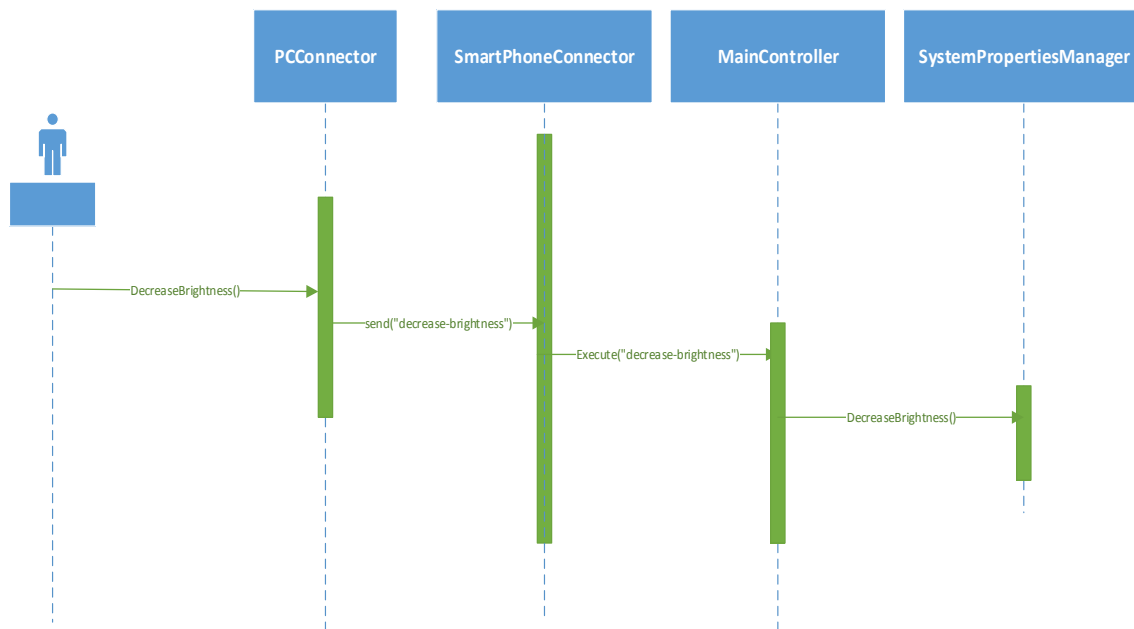 PCConnector
SmartPhoneConnector
MainController
SystemPropertiesManager
DecreaseBrightness()
send("decrease-brightness")
Execute("decrease-brightness")
DecreaseBrightness()